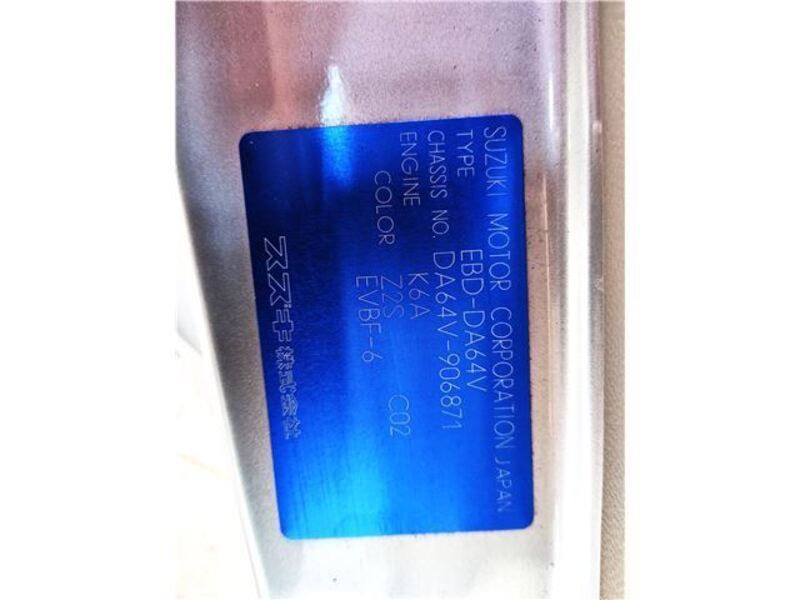 SUZUKI MOTOR CORPORATION JAPAN
TYPE EBD-DA64V
CHASSIS NO. DA64V-906871
ENGINE K6A
COLOR Z2S C02
EVBF-6
スズキ株式会社